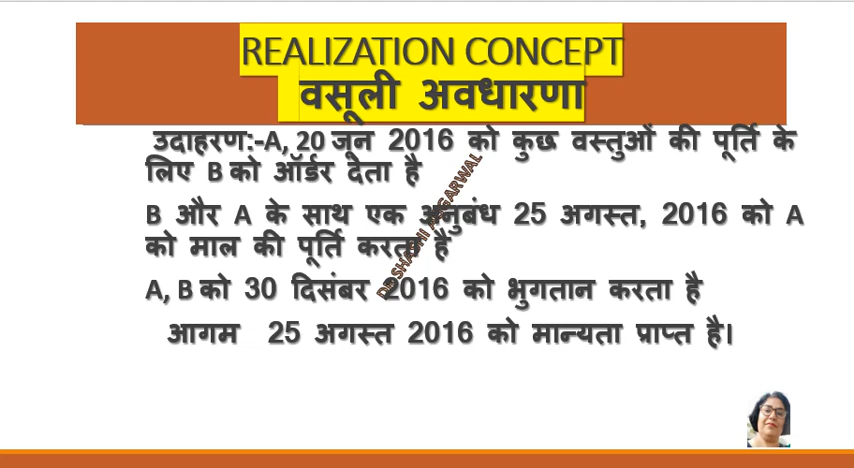 REALIZATION CONCEPT
वसूली अवधारणा
उदाहरण:-A, 20 जून 2016 को कुछ वस्तुओं की पूर्ति के
लिए B को ऑर्डर देता है
B और A के साथ एक अनुबंध 25 अगस्त, 2016 को A
को माल की पूर्ति करता है
A, B को 30 दिसंबर 2016 को भुगतान करता है
आगम 25 अगस्त 2016 को मान्यता प्राप्त है।